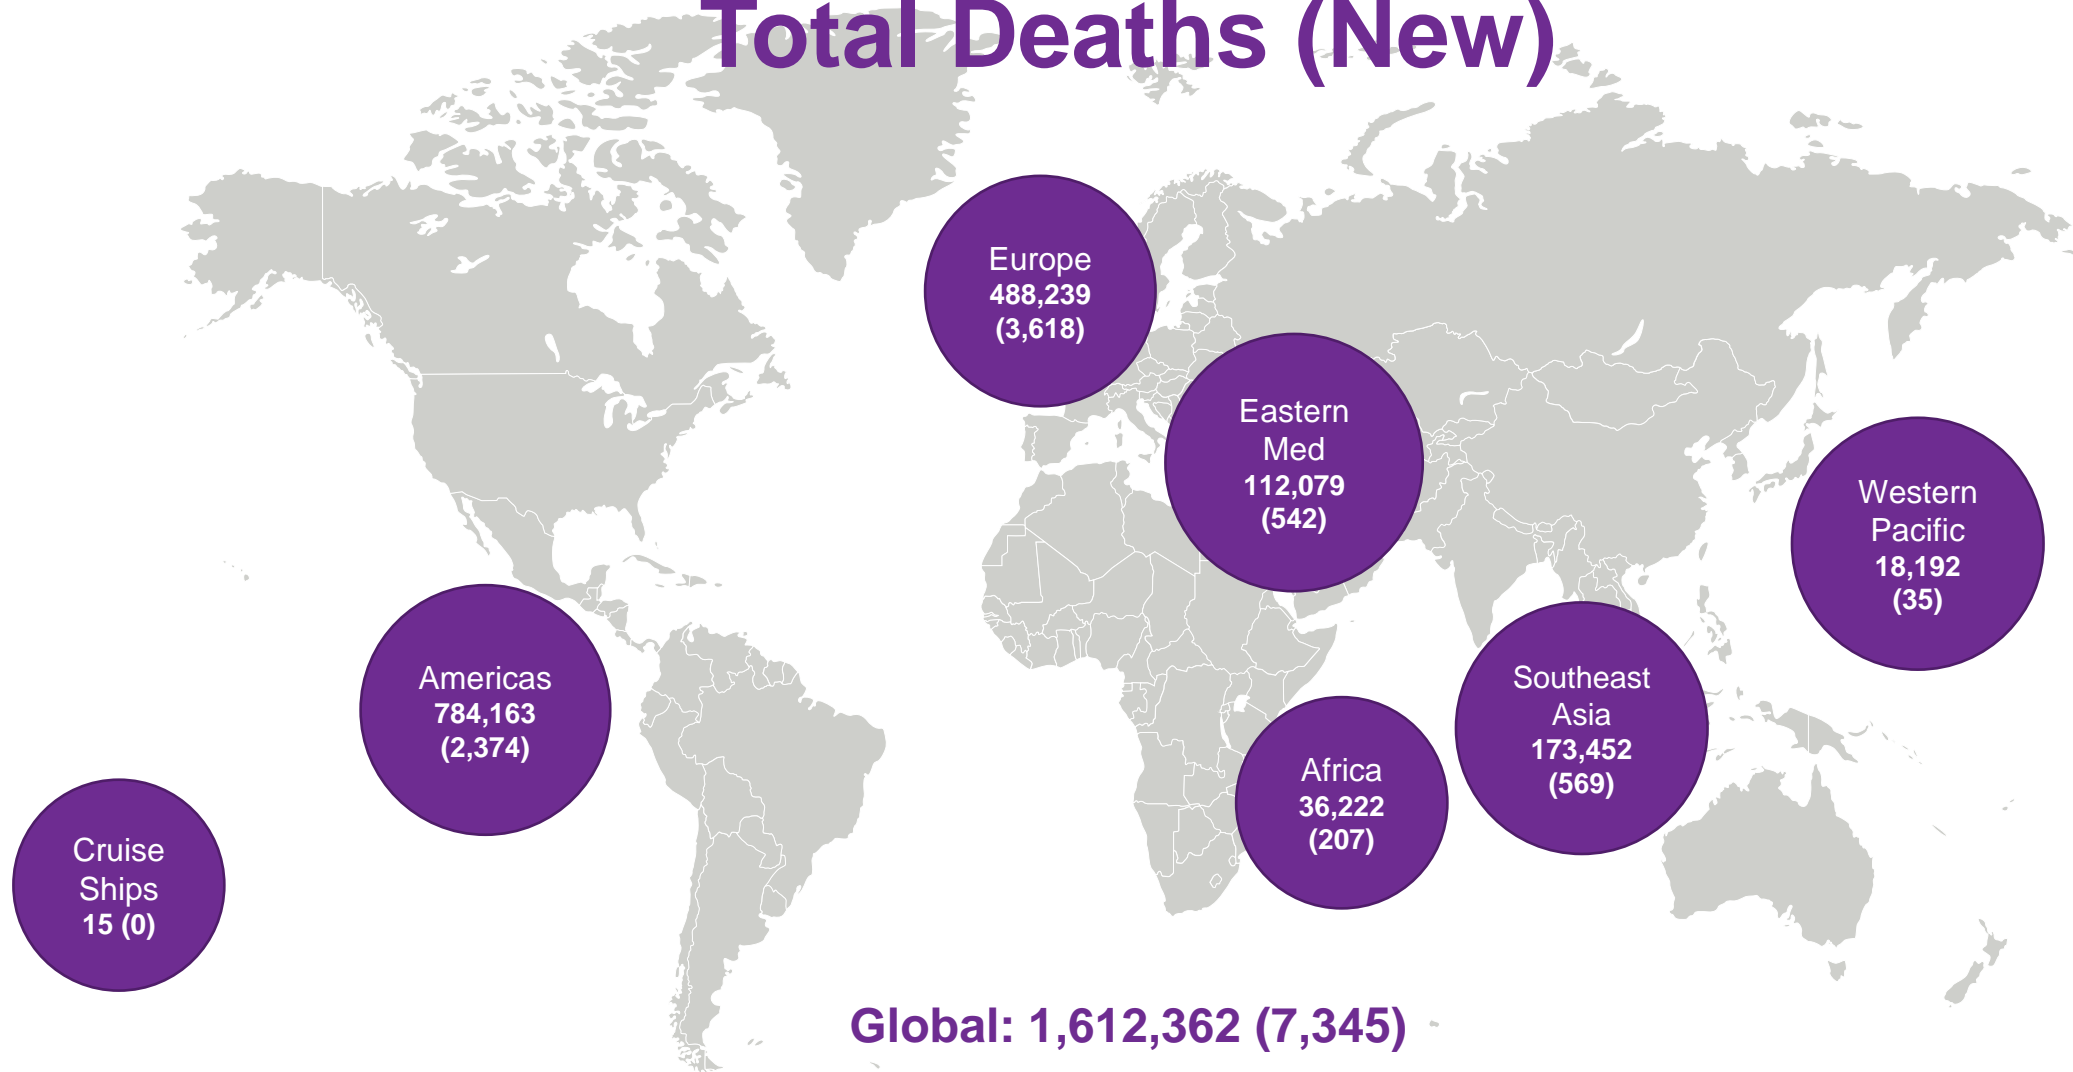 Total Deaths (New)
Europe
488,239
(3,618)
Eastern
Med
112,079
(542)
Western
Pacific
18,192
(35)
Americas
784,163
(2,374)
Southeast
Asia
173,452
(569)
Africa
36,222
(207)
Cruise
Ships
15 (0)
Global: 1,612,362 (7,345)